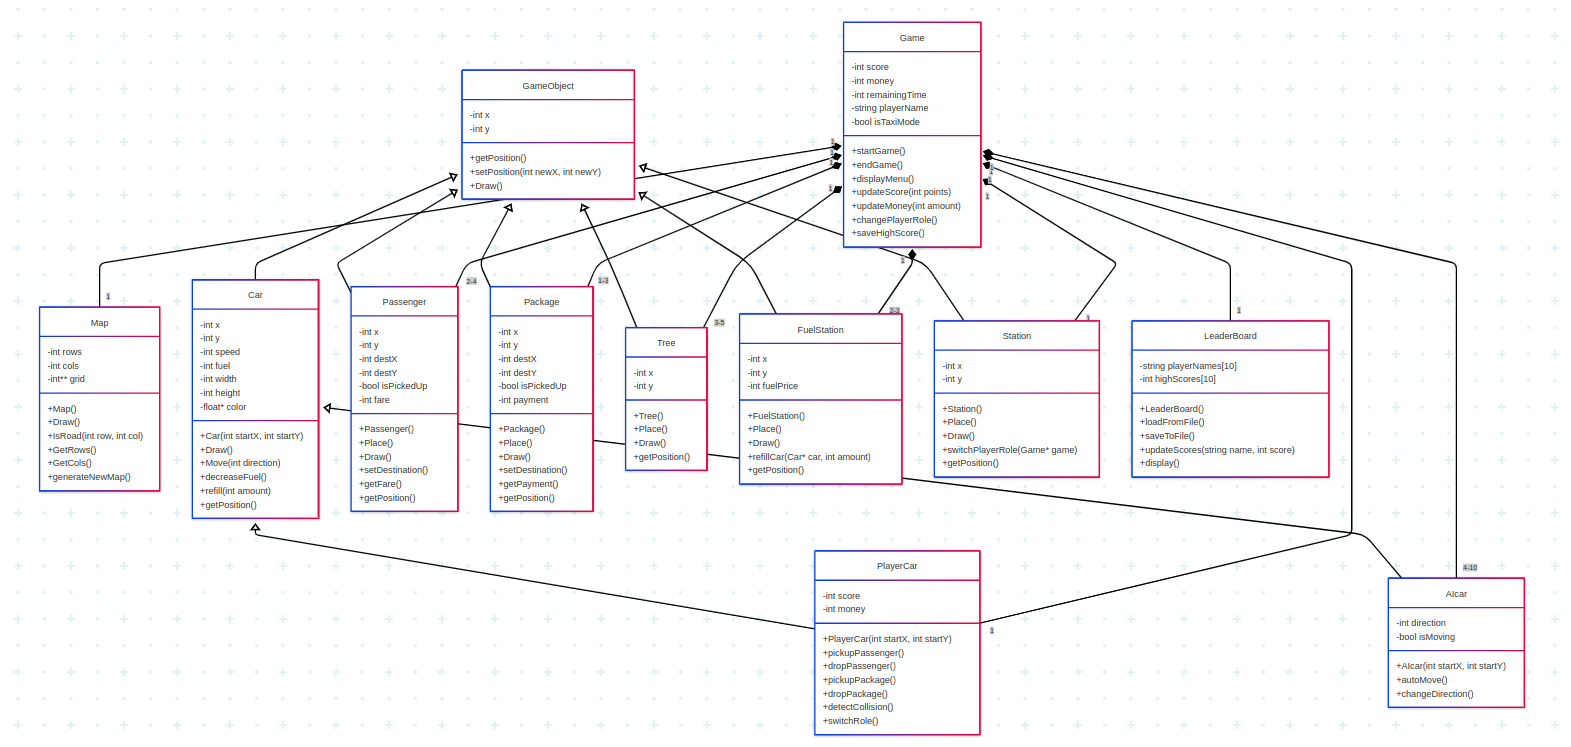 Game
-int score
-int money
-int remainingTime
-string playerName
-bool isTaxiMode
+startGame()
+endGame()
+displayMenu()
+updateScore(int points)
+updateMoney(int amount)
+changePlayerRole()
+saveHighScore()
GameObject
-int x
-int y
+getPosition()
+setPosition(int newX, int newY)
+Draw()
1
1
1
1
1
1
1
1
1
1
2-4
1-3
3-5
2-3
1
1
Map
-int rows
-int cols
-int** grid
+Map()
+Draw()
+IsRoad(int row, int col)
+GetRows()
+GetCols()
+generateNewMap()
Car
-int x
-int y
-int speed
-int fuel
-int width
-int height
-float* color
+Car(int startX, int startY)
+Draw()
+Move(int direction)
+decreaseFuel()
+refill(int amount)
+getPosition()
Passenger
-int x
-int y
-int destX
-int destY
-bool isPickedUp
-int fare
+Passenger()
+Place()
+Draw()
+setDestination()
+getFare()
+getPosition()
Package
-int x
-int y
-int destX
-int destY
-bool isPickedUp
-int payment
+Package()
+Place()
+Draw()
+setDestination()
+getPayment()
+getPosition()
Tree
-int x
-int y
+Tree()
+Place()
+Draw()
+getPosition()
FuelStation
-int x
-int y
-int fuelPrice
+FuelStation()
+Place()
+Draw()
+refillCar(Car* car, int amount)
+getPosition()
Station
-int x
-int y
+Station()
+Place()
+Draw()
+switchPlayerRole(Game* game)
+getPosition()
LeaderBoard
-string playerNames[10]
-int highScores[10]
+LeaderBoard()
+loadFromFile()
+saveToFile()
+updateScores(string name, int score)
+display()
PlayerCar
-int score
-int money
+PlayerCar(int startX, int startY)
+pickupPassenger()
+dropPassenger()
+pickupPackage()
+dropPackage()
+detectCollision()
+switchRole()
1
4-10
AIcar
-int direction
-bool isMoving
+AIcar(int startX, int startY)
+autoMove()
+changeDirection()